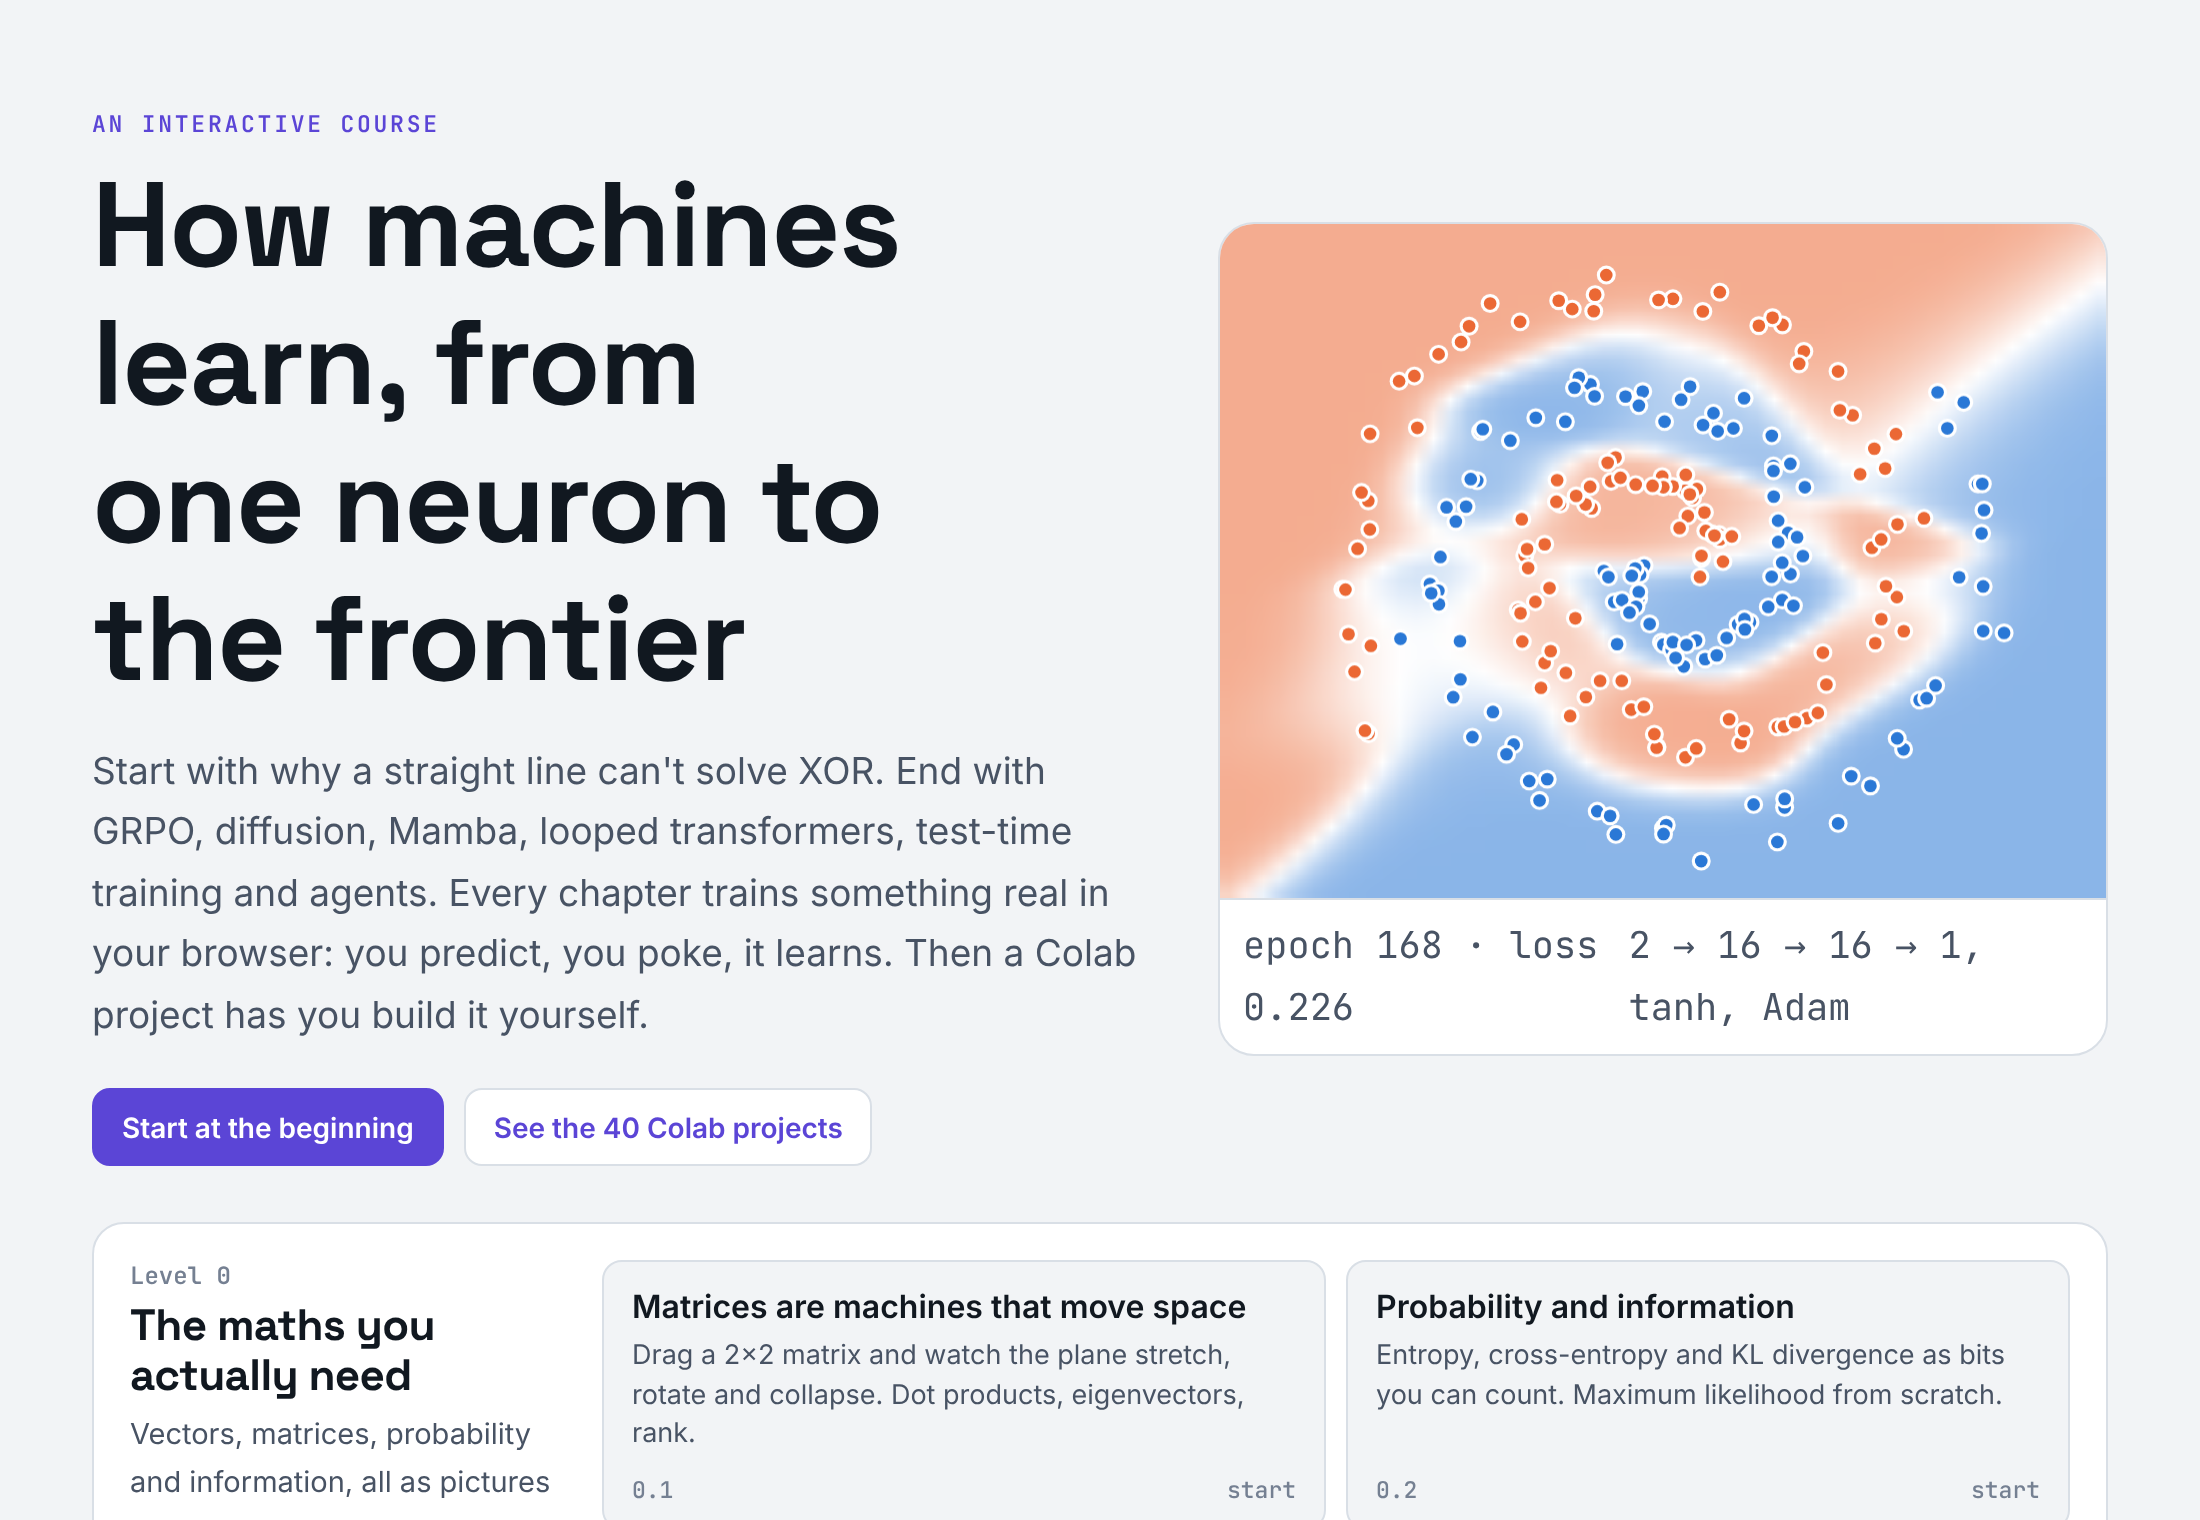 AN INTERACTIVE COURSE
How machines
learn, from
one neuron to
the frontier
Start with why a straight line can't solve XOR. End with
GRPO, diffusion, Mamba, looped transformers, test-time
training and agents. Every chapter trains something real in
your browser: you predict, you poke, it learns. Then a Colab
project has you build it yourself.
Start at the beginning
See the 40 Colab projects
epoch 168 · loss
0.226
2 → 16 → 16 → 1,
tanh, Adam
Level 0
The maths you
actually need
Vectors, matrices, probability
and information, all as pictures
Matrices are machines that move space
Drag a 2×2 matrix and watch the plane stretch,
rotate and collapse. Dot products, eigenvectors,
rank.
0.1
start
Probability and information
Entropy, cross-entropy and KL divergence as bits
you can count. Maximum likelihood from scratch.
0.2
start